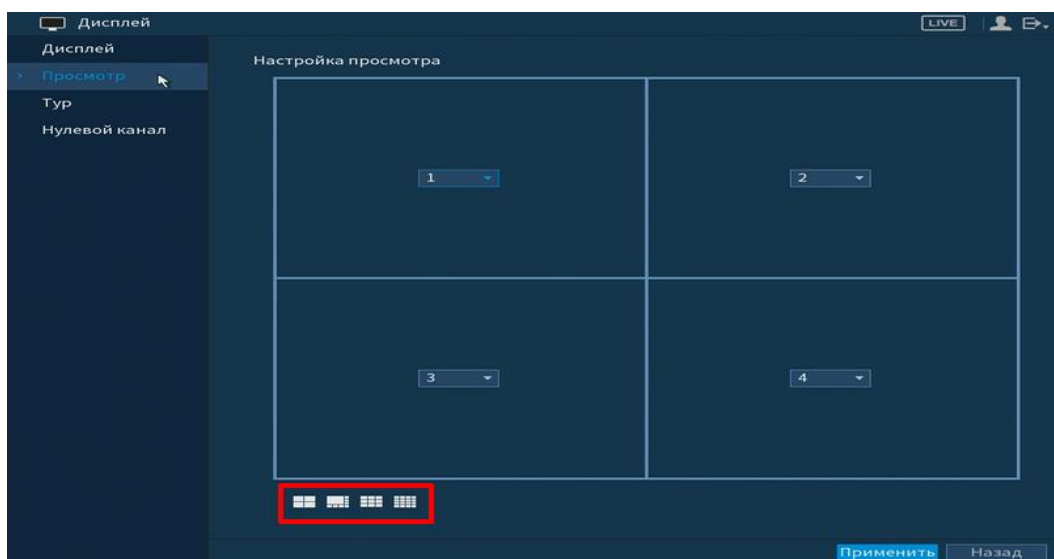 Дисплей
LIVE
Дисплей
Просмотр
Тур
Нулевой канал
Настройка просмотра
1
2
3
4
Применить
Назад